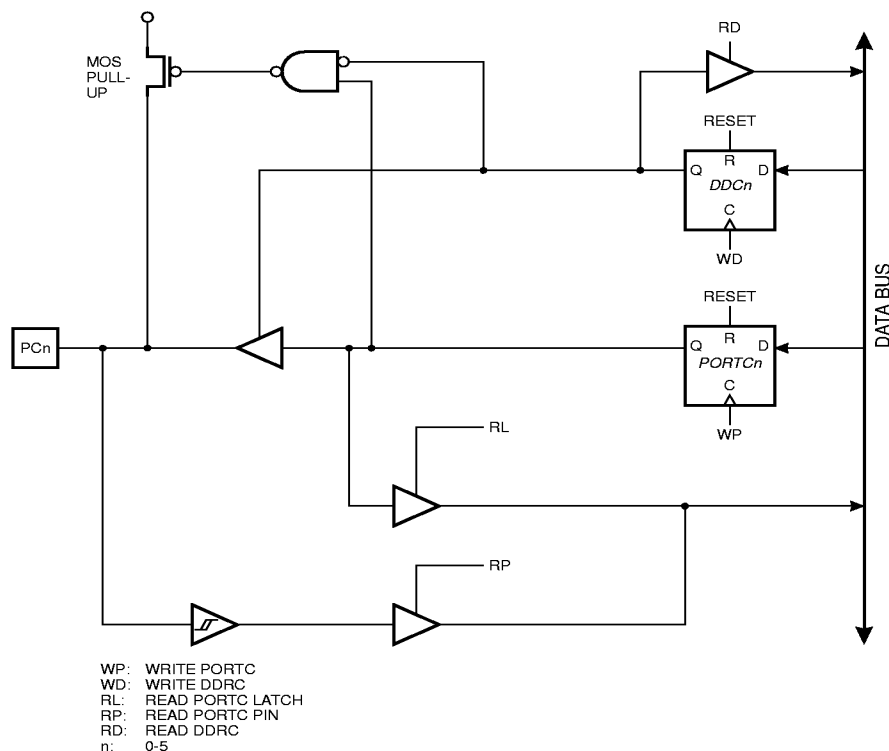 RD
MOS
PULL-
UP
RESET
R
Q
D
DDCn
C
WD
RESET
R
Q
D
PORTCn
C
WP
PCn
DATA BUS
RL
RP
WP: WRITE PORTC
WD: WRITE DDRC
RL: READ PORTC LATCH
RP: READ PORTC PIN
RD: READ DDRC
n: 0-5